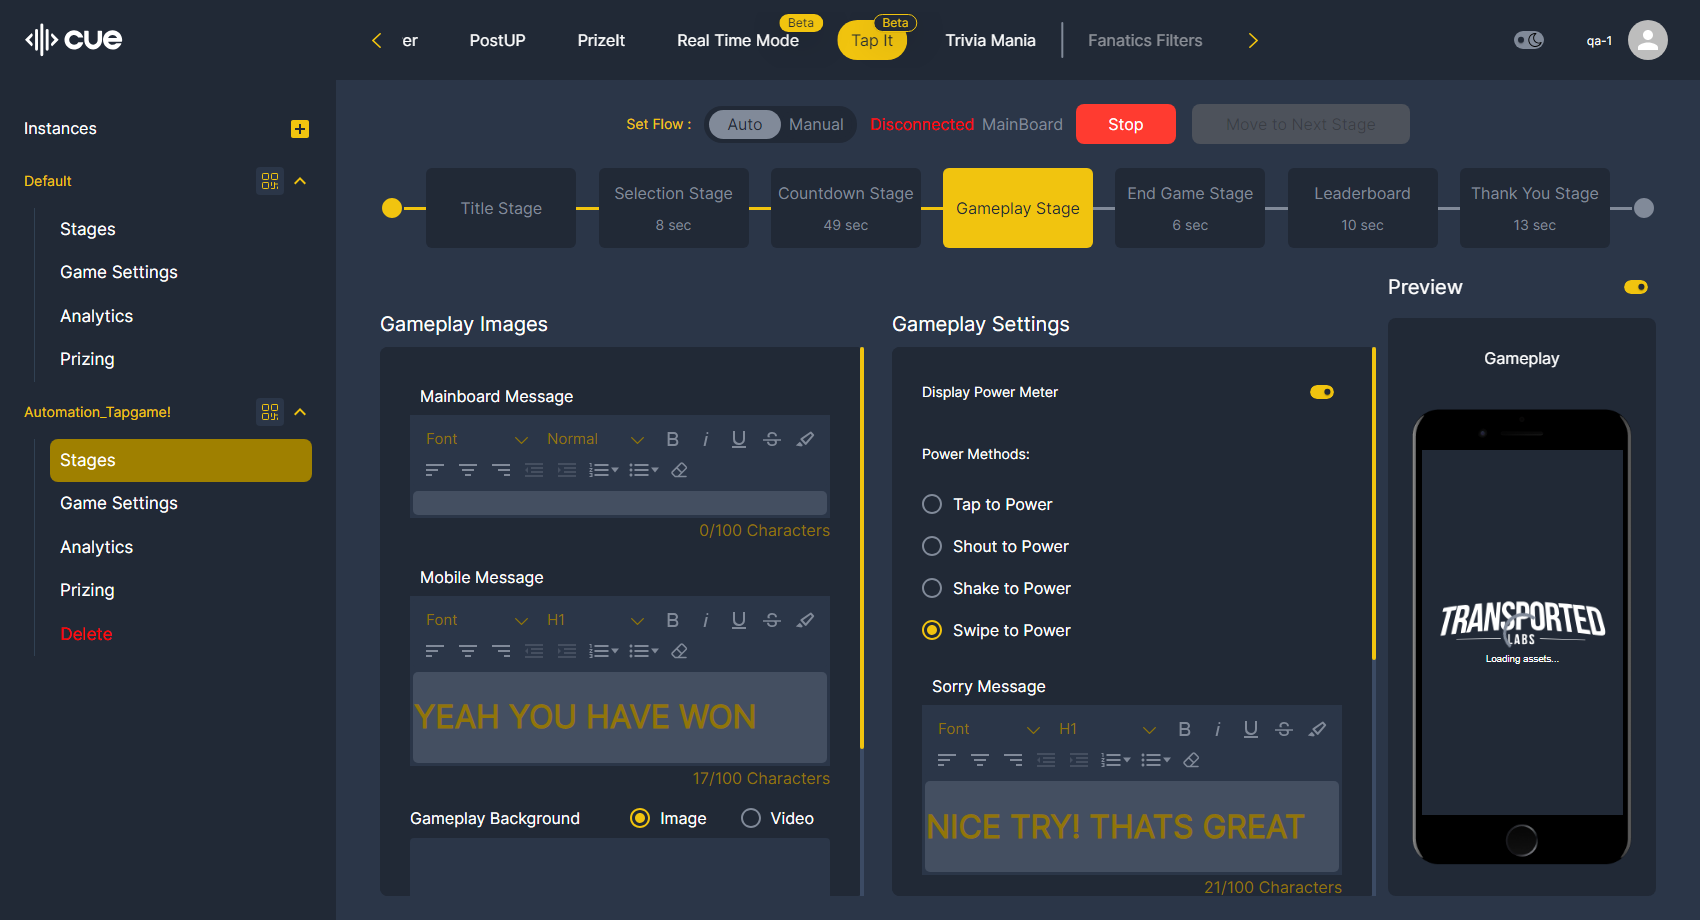 cue
er
PostUP
PrizeIt
Real Time Mode
Beta
Tap It
Beta
Trivia Mania
Fanatics Filters
qa-1
Instances
Default
Stages
Game Settings
Analytics
Prizing
Automation_Tapgame!
Stages
Game Settings
Analytics
Prizing
Delete
Set Flow :
Auto
Manual
Disconnected MainBoard
Stop
Move to Next Stage
Title Stage
Selection Stage
8 sec
Countdown Stage
49 sec
Gameplay Stage
End Game Stage
6 sec
Leaderboard
10 sec
Thank You Stage
13 sec
Gameplay Images
Mainboard Message
Font
Normal
B i U S
0/100 Characters
Mobile Message
Font
H1
B i U S
YEAH YOU HAVE WON
17/100 Characters
Gameplay Background
Image
Video
Gameplay Settings
Display Power Meter
Power Methods:
Tap to Power
Shout to Power
Shake to Power
Swipe to Power
Sorry Message
Font
H1
B i U S
NICE TRY! THATS GREAT
21/100 Characters
Preview
Gameplay
TRANSPORTED
LABS
Loading assets...